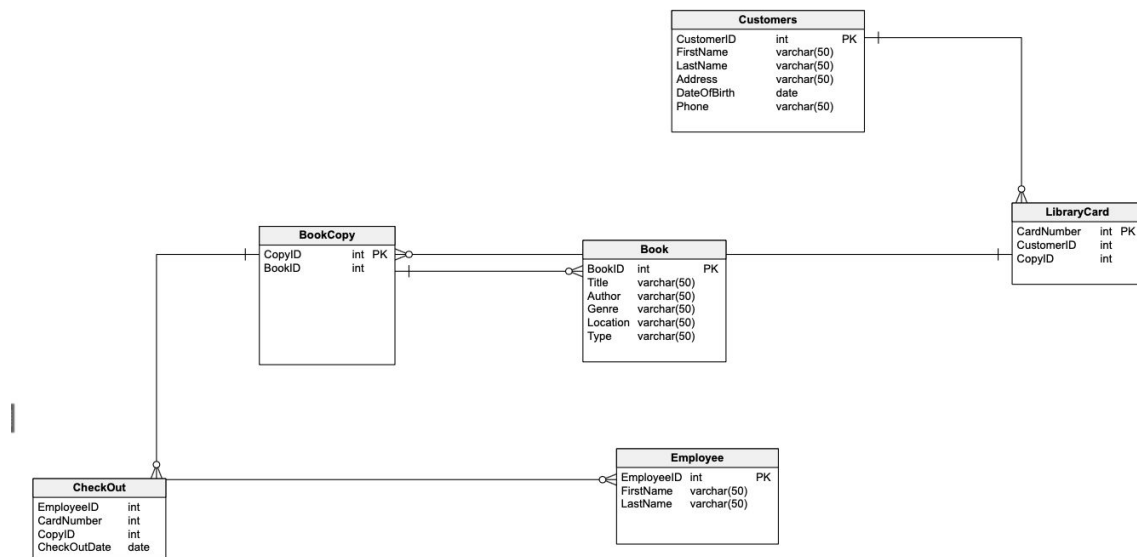 Customers
CustomerID int PK
FirstName varchar(50)
LastName varchar(50)
Address varchar(50)
DateOfBirth date
Phone varchar(50)
LibraryCard
CardNumber int PK
CustomerID int
CopyID int
BookCopy
CopyID int PK
BookID int
Book
BookID int PK
Title varchar(50)
Author varchar(50)
Genre varchar(50)
Location varchar(50)
Type varchar(50)
Employee
EmployeeID int PK
FirstName varchar(50)
LastName varchar(50)
CheckOut
EmployeeID int
CardNumber int
CopyID int
CheckOutDate date